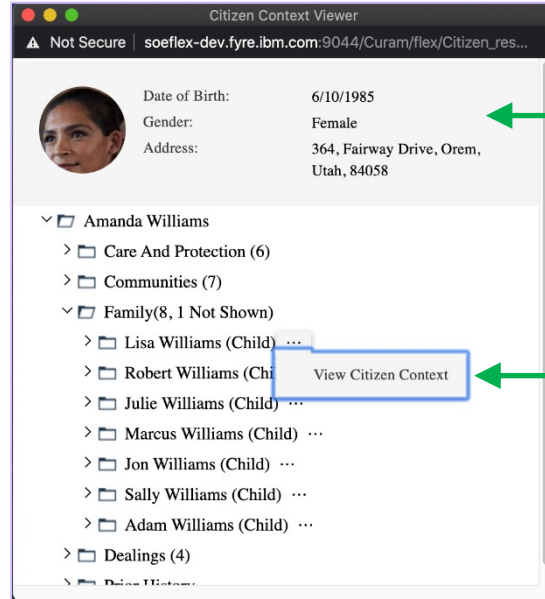 Citizen Context Viewer
Not Secure soeflex-dev.fyre.ibm.com:9044/Curam/flex/Citizen_res...
Date of Birth: 6/10/1985
Gender: Female
Address: 364, Fairway Drive, Orem,
Utah, 84058
Amanda Williams
Care And Protection (6)
Communities (7)
Family(8, 1 Not Shown)
Lisa Williams (Child) ...
Robert Williams (Chi
View Citizen Context
Julie Williams (Child) ...
Marcus Williams (Child) ...
Jon Williams (Child) ...
Sally Williams (Child) ...
Adam Williams (Child) ...
Dealings (4)
Prior History